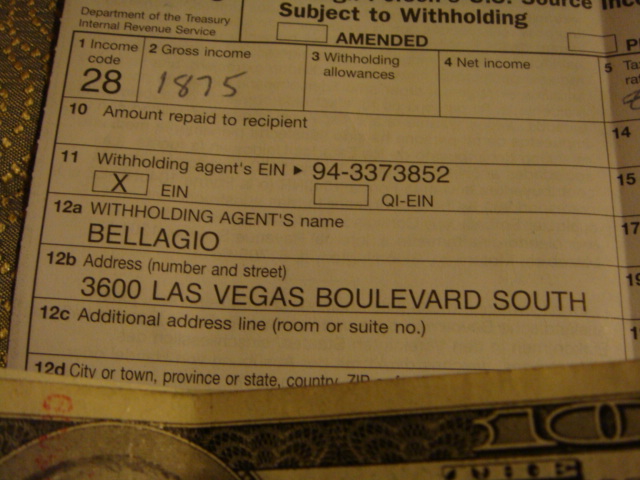 Department of the Treasury
Internal Revenue Service
Person's U.S. Source
Subject to Withholding
AMENDED
1 Income code
28
2 Gross income
1875
3 Withholding allowances
4 Net income
5
10 Amount repaid to recipient
14
11 Withholding agent's EIN ▶ 94-3373852
15
X EIN
QI-EIN
12a WITHHOLDING AGENT'S name
17
BELLAGIO
12b Address (number and street)
3600 LAS VEGAS BOULEVARD SOUTH
12c Additional address line (room or suite no.)
12d City or town, province or state, country, ZIP